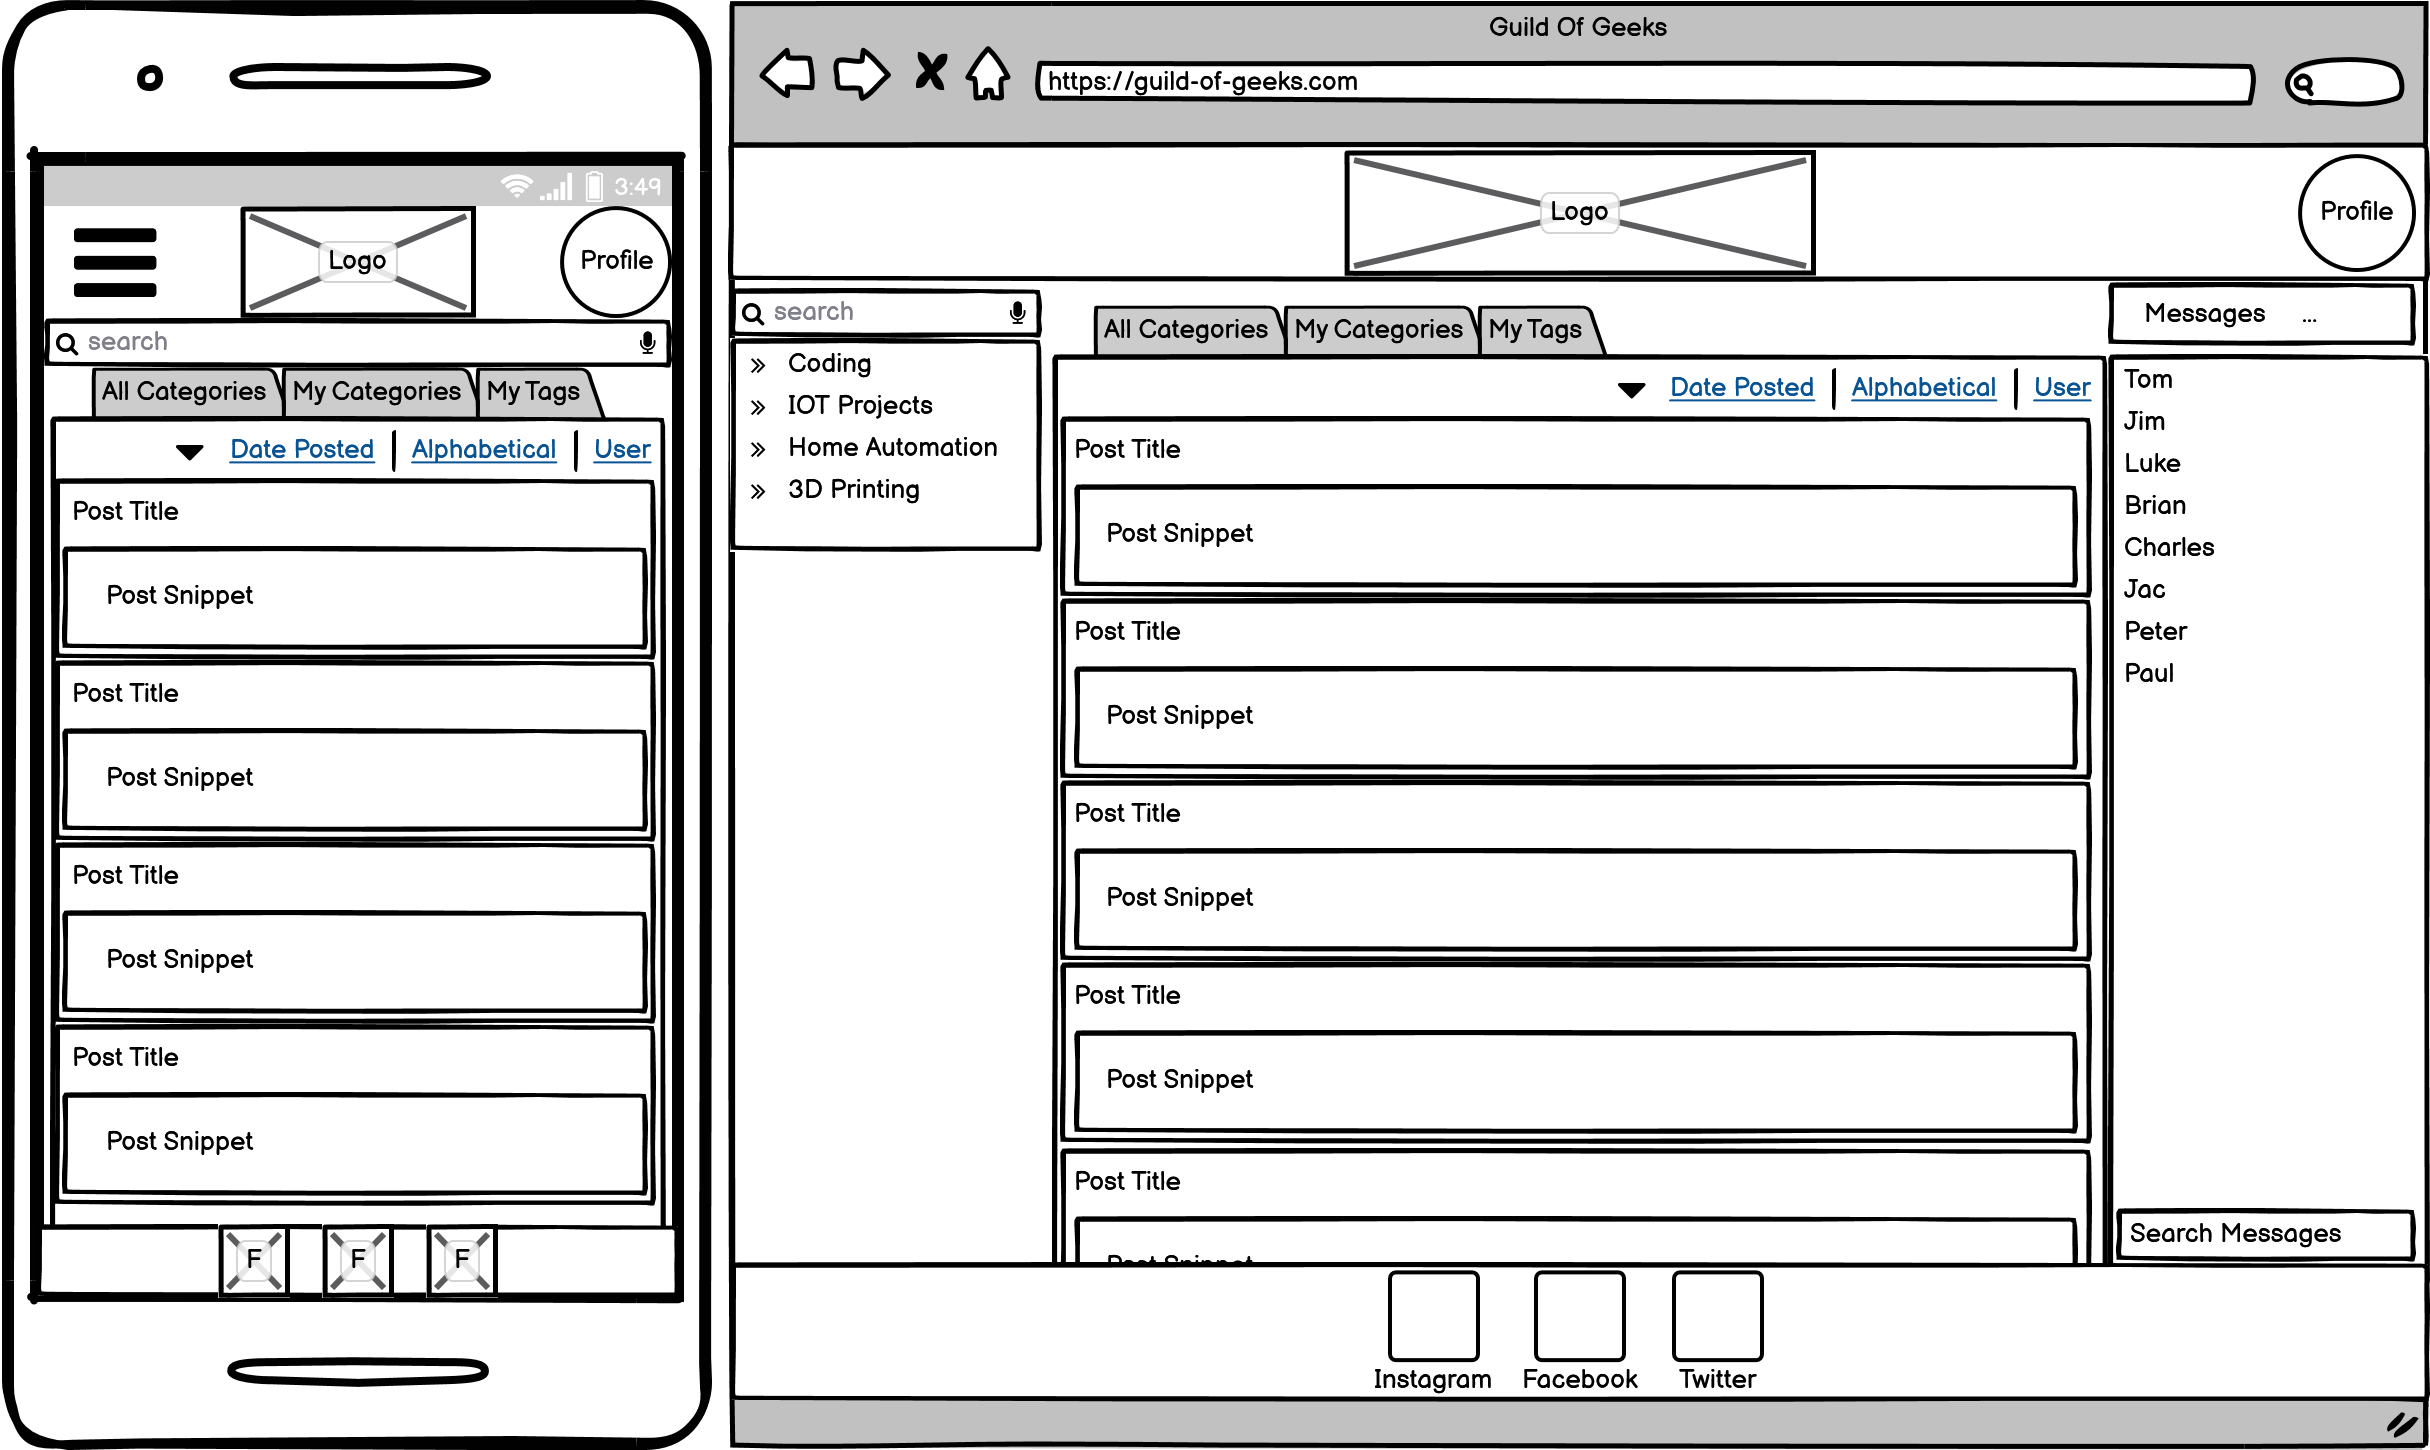 3:49
Logo
Profile
search
All Categories My Categories My Tags
Date Posted Alphabetical User
Post Title
Post Snippet
Post Title
Post Snippet
Post Title
Post Snippet
Post Title
Post Snippet
F F F
Guild Of Geeks
https://guild-of-geeks.com
Logo
Profile
search
Coding
IOT Projects
Home Automation
3D Printing
All Categories My Categories My Tags
Date Posted Alphabetical User
Post Title
Post Snippet
Post Title
Post Snippet
Post Title
Post Snippet
Post Title
Post Snippet
Post Title
Post Snippet
Messages ...
Tom
Jim
Luke
Brian
Charles
Jac
Peter
Paul
Search Messages
Instagram Facebook Twitter